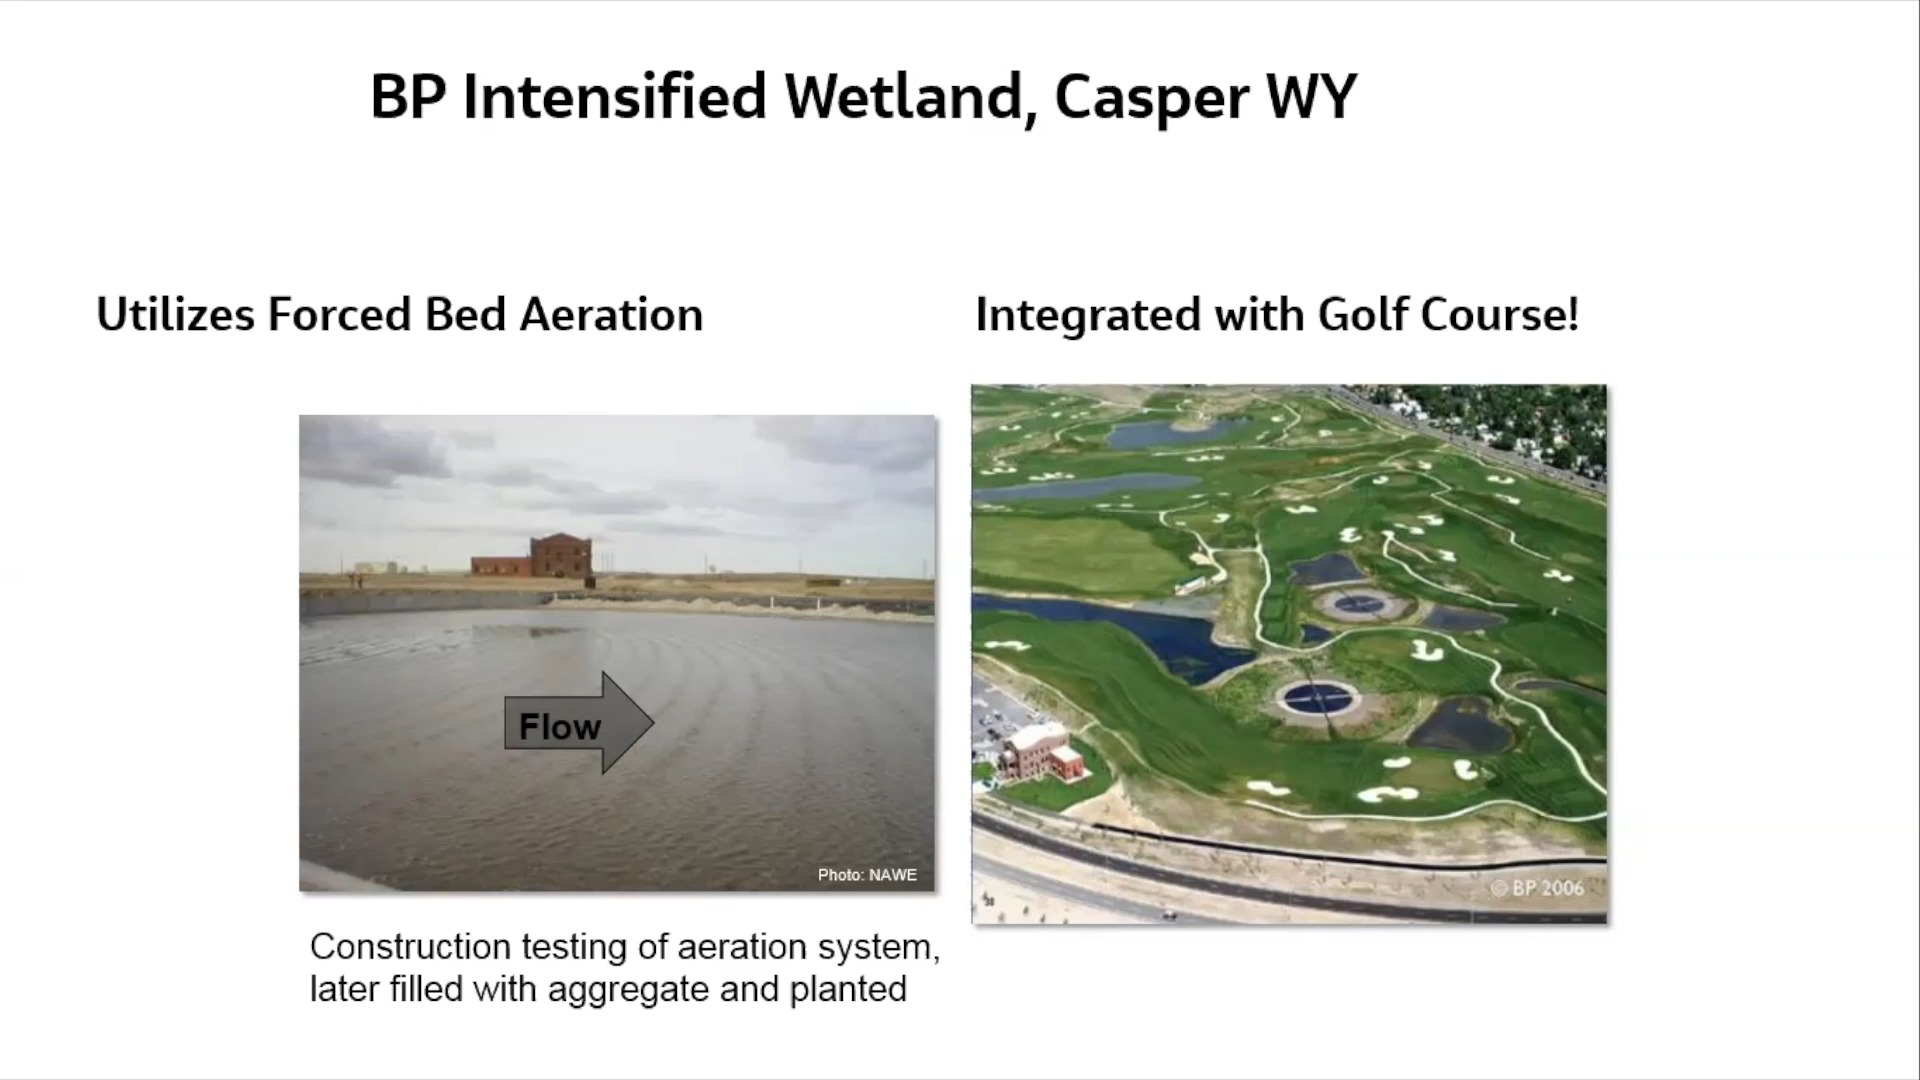 BP Intensified Wetland, Casper WY
Utilizes Forced Bed Aeration
Integrated with Golf Course!
Flow
Photo: NAWE
© BP 2006
38
Construction testing of aeration system,
later filled with aggregate and planted